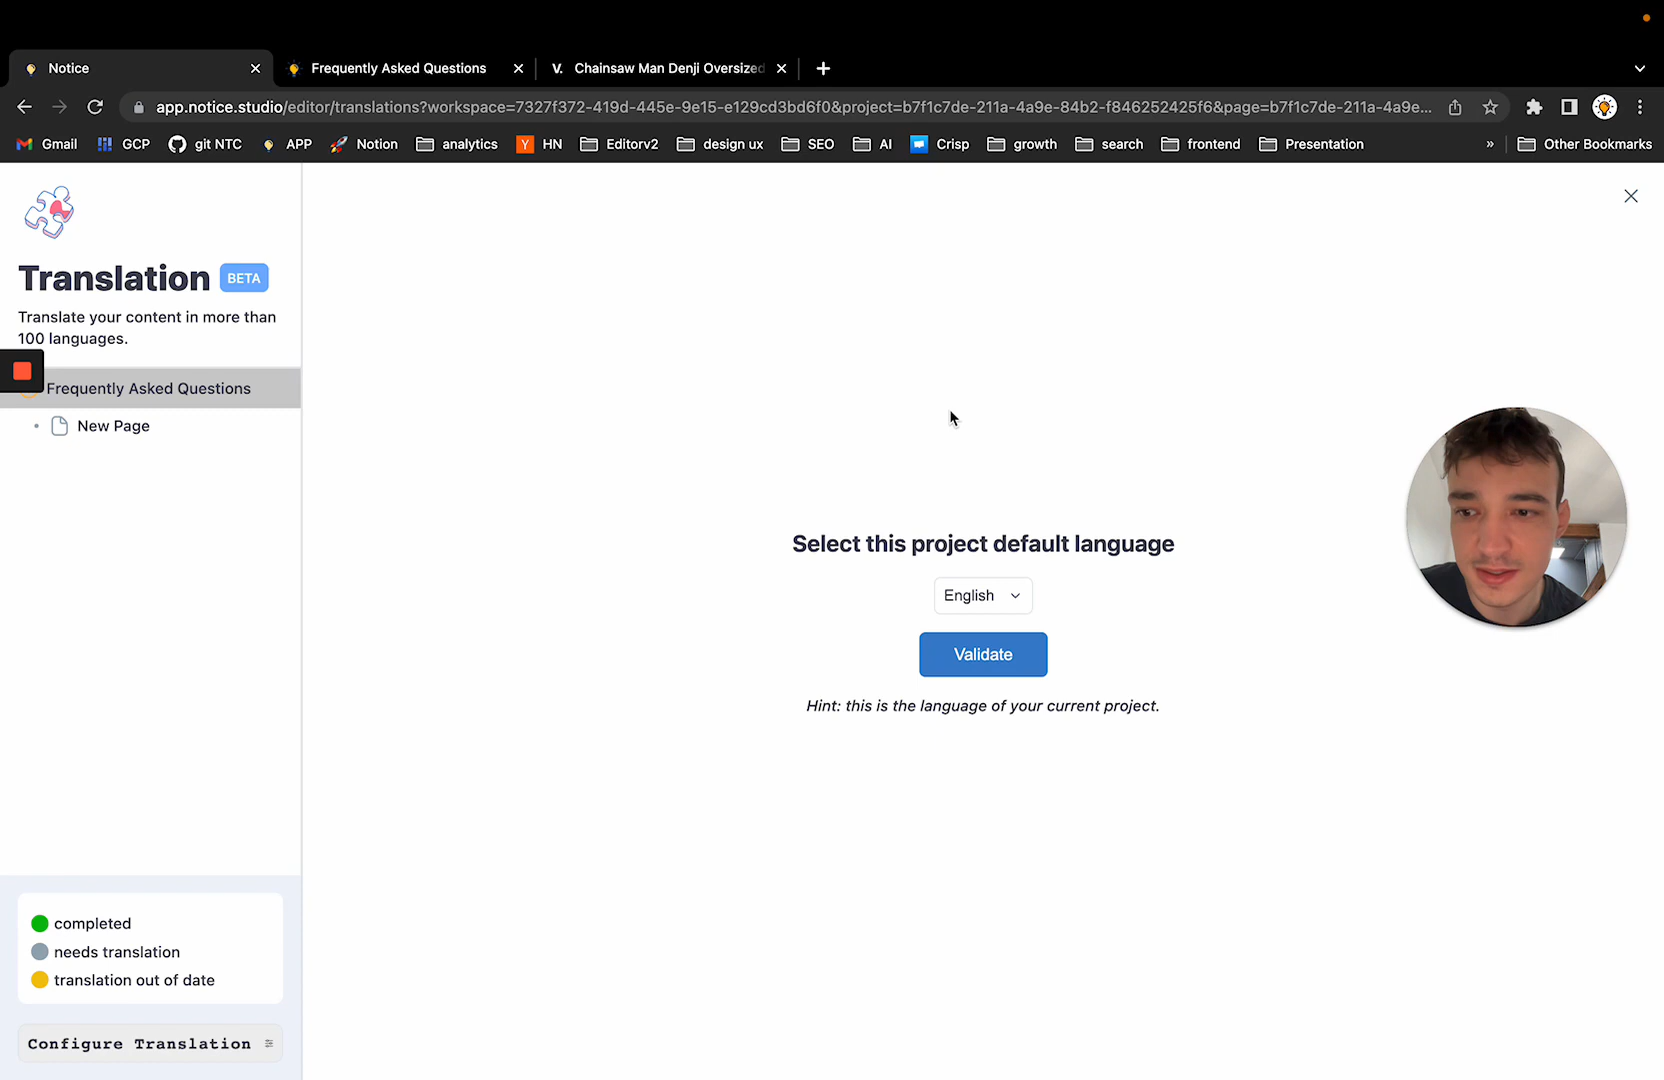 Notice
Frequently Asked Questions
V. Chainsaw Man Denji Oversized
app.notice.studio/editor/translations?workspace=7327f372-419d-445e-9e15-e129cd3bd6f0&project=b7f1c7de-211a-4a9e-84b2-f846252425f6&page=b7f1c7de-211a-4a9e...
Gmail GCP git NTC APP Notion analytics Y HN Editorv2 design ux SEO AI Crisp growth search frontend Presentation » Other Bookmarks
Translation BETA
Translate your content in more than
100 languages.
Frequently Asked Questions
New Page
Select this project default language
English
Validate
Hint: this is the language of your current project.
completed
needs translation
translation out of date
Configure Translation